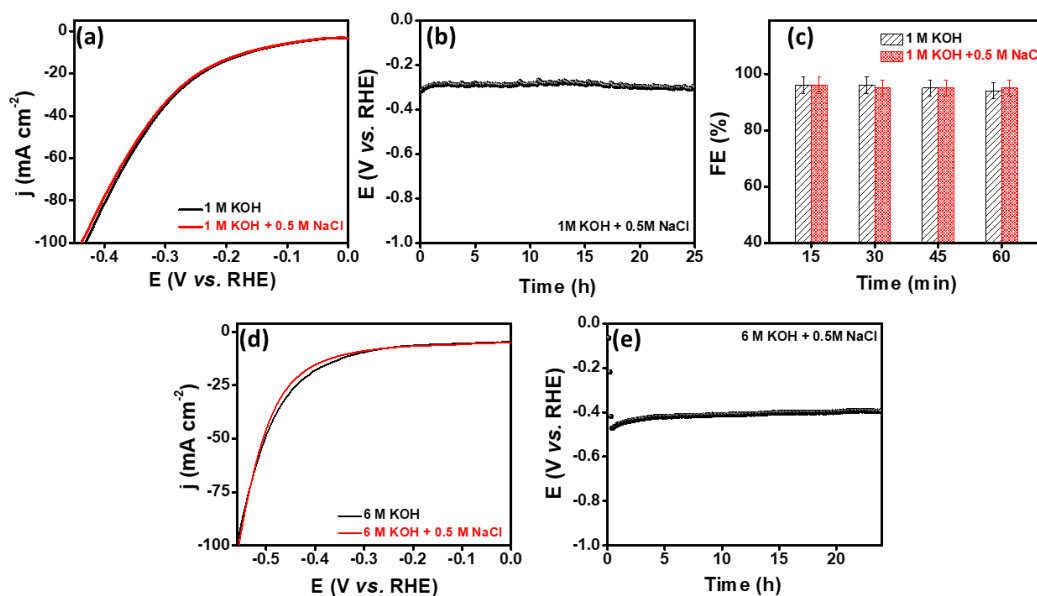 (a)
j (mA cm-2)
0
-20
-40
-60
-80
-100
1 M KOH
1 M KOH + 0.5 M NaCl
-0.4 -0.3 -0.2 -0.1 0.0
E (V vs. RHE)
(b)
E (V vs. RHE)
-0.0
-0.2
-0.4
-0.6
-0.8
-1.0
1M KOH + 0.5M NaCl
0 5 10 15 20 25
Time (h)
(c)
1 M KOH
1 M KOH +0.5 M NaCl
FE (%)
100
80
60
40
15 30 45 60
Time (min)
(d)
j (mA cm-2)
0
-25
-50
-75
-100
6 M KOH
6 M KOH + 0.5 M NaCl
-0.5 -0.4 -0.3 -0.2 -0.1 0.0
E (V vs. RHE)
(e)
6 M KOH + 0.5M NaCl
E (V vs. RHE)
0.0
-0.2
-0.4
-0.6
-0.8
-1.0
0 5 10 15 20
Time (h)